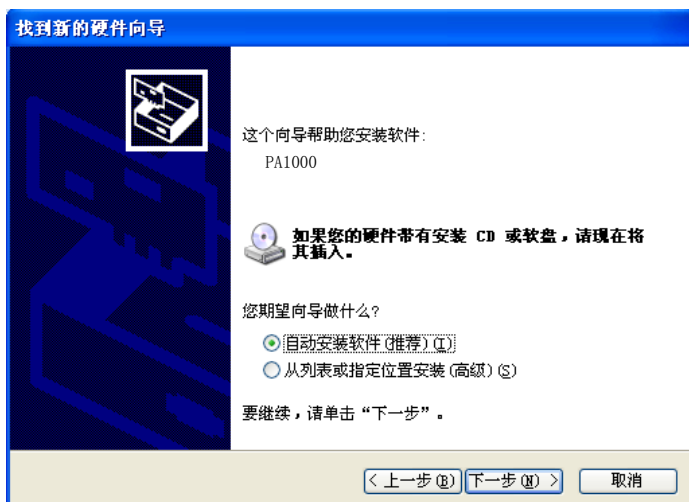 找到新的硬件向导
这个向导帮助您安装软件:
PA1000
如果您的硬件带有安装 CD 或软盘，请现在将
其插入。
您期望向导做什么?
自动安装软件(推荐)(I)
从列表或指定位置安装(高级)(S)
要继续，请单击“下一步”。
< 上一步(B) 下一步(N) > 取消